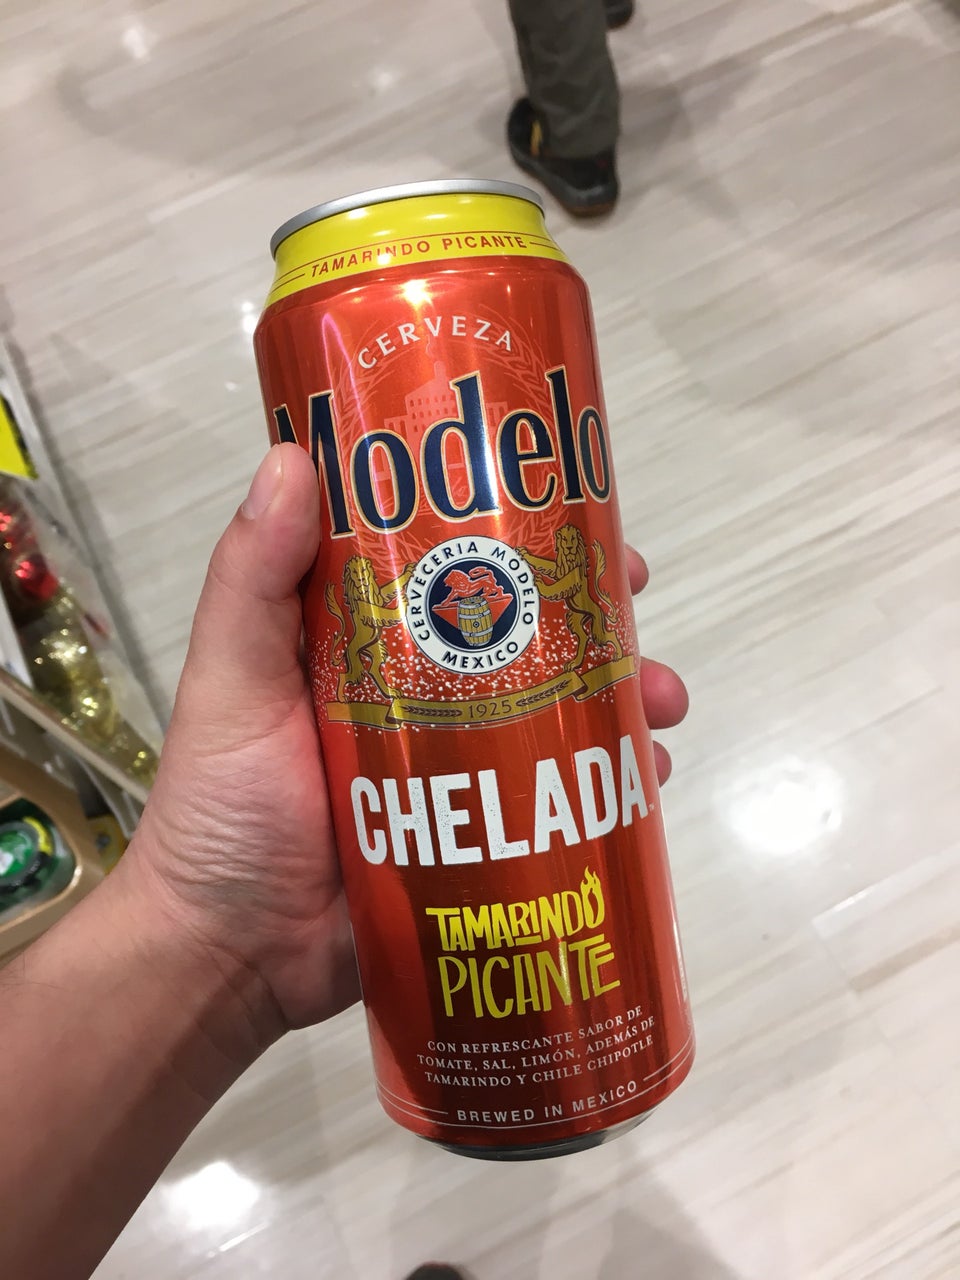 TAMARINDO PICANTE
CERVEZA
Modelo
CERVECERIA MODELO
MEXICO
1925
CHELADA™
TAMARINDO
PICANTE
CON REFRESCANTE SABOR DE
TOMATE, SAL, LIMÓN, ADEMÁS DE
TAMARINDO Y CHILE CHIPOTLE
BREWED IN MEXICO